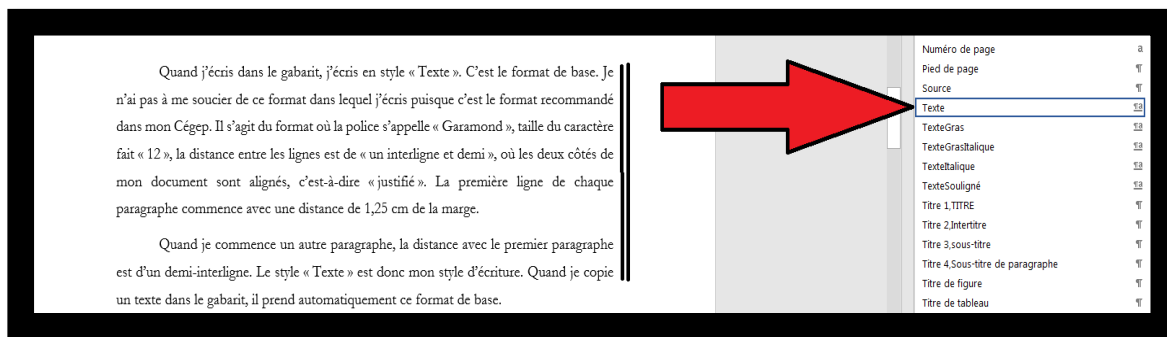 Quand j'écris dans le gabarit, j'écris en style « Texte ». C'est le format de base. Je
n'ai pas à me soucier de ce format dans lequel j'écris puisque c'est le format recommandé
dans mon Cégep. Il s'agit du format où la police s'appelle « Garamond », taille du caractère
fait « 12 », la distance entre les lignes est de « un interligne et demi », où les deux côtés de
mon document sont alignés, c'est-à-dire « justifié ». La première ligne de chaque
paragraphe commence avec une distance de 1,25 cm de la marge.
Quand je commence un autre paragraphe, la distance avec le premier paragraphe
est d'un demi-interligne. Le style « Texte » est donc mon style d'écriture. Quand je copie
un texte dans le gabarit, il prend automatiquement ce format de base.
Numéro de page a
Pied de page ¶
Source ¶
Texte ¶a
TexteGras ¶a
TexteGrasItalique ¶a
TexteItalique ¶a
TexteSouligné ¶a
Titre 1,TITRE ¶
Titre 2,Intertitre ¶
Titre 3,sous-titre ¶
Titre 4,Sous-titre de paragraphe ¶
Titre de figure ¶
Titre de tableau ¶